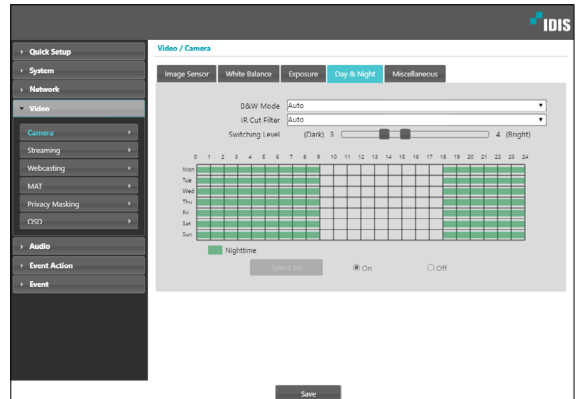 IDIS
Quick Setup
System
Network
Video
Camera
Streaming
Webcasting
MAT
Privacy Masking
OSD
Audio
Event Action
Event
Video / Camera
Image Sensor White Balance Exposure Day & Night Miscellaneous
B&W Mode Auto
IR Cut Filter Auto
Switching Level (Dark) 3 4 (Bright)
0 1 2 3 4 5 6 7 8 9 10 11 12 13 14 15 16 17 18 19 20 21 22 23 24
Mon
Tue
Wed
Thu
Fri
Sat
Sun
Nighttime
Select All On Off
Save